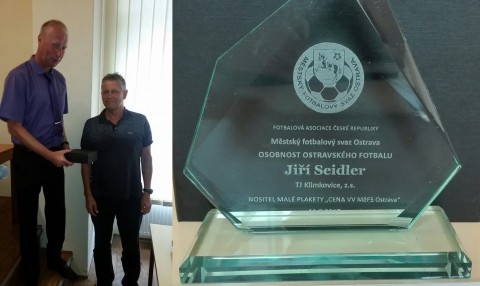 MĚSTSKÝ FOTBALOVÝ SVAZ OSTRAVA
FOTBALOVÁ ASOCIACE ČESKÉ REPUBLIKY
Městský fotbalový svaz Ostrava
OSOBNOST OSTRAVSKÉHO FOTBALU
Jiří Seidler
TJ Klimkovice, z.s.
NOSITEL MALÉ PLAKETY „CENA VV MěFS Ostrava"